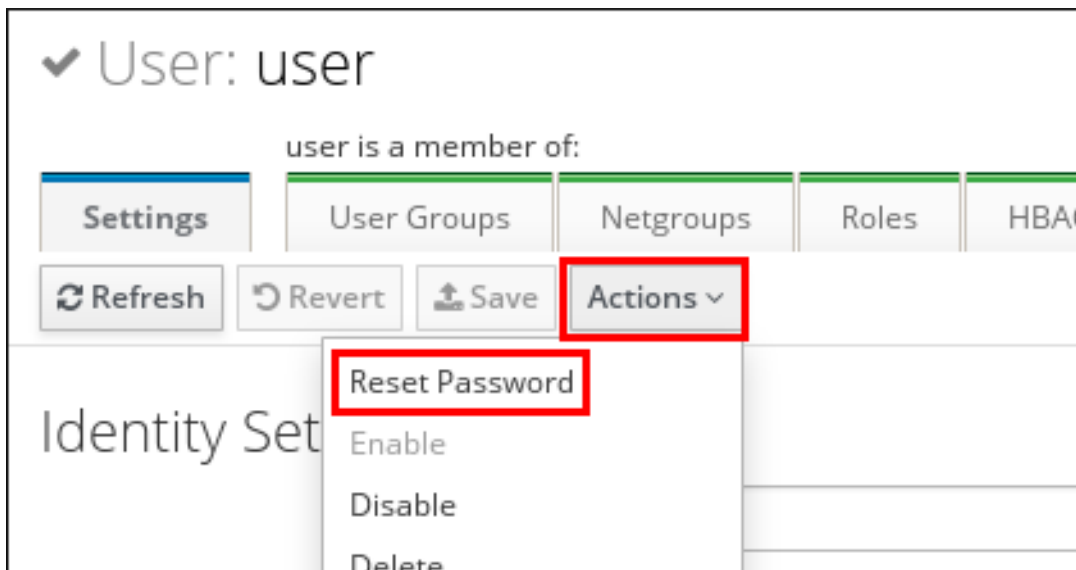 User: user
user is a member of:
Settings User Groups Netgroups Roles
Refresh Revert Save Actions
Reset Password
Identity Set
Enable
Disable
Delete